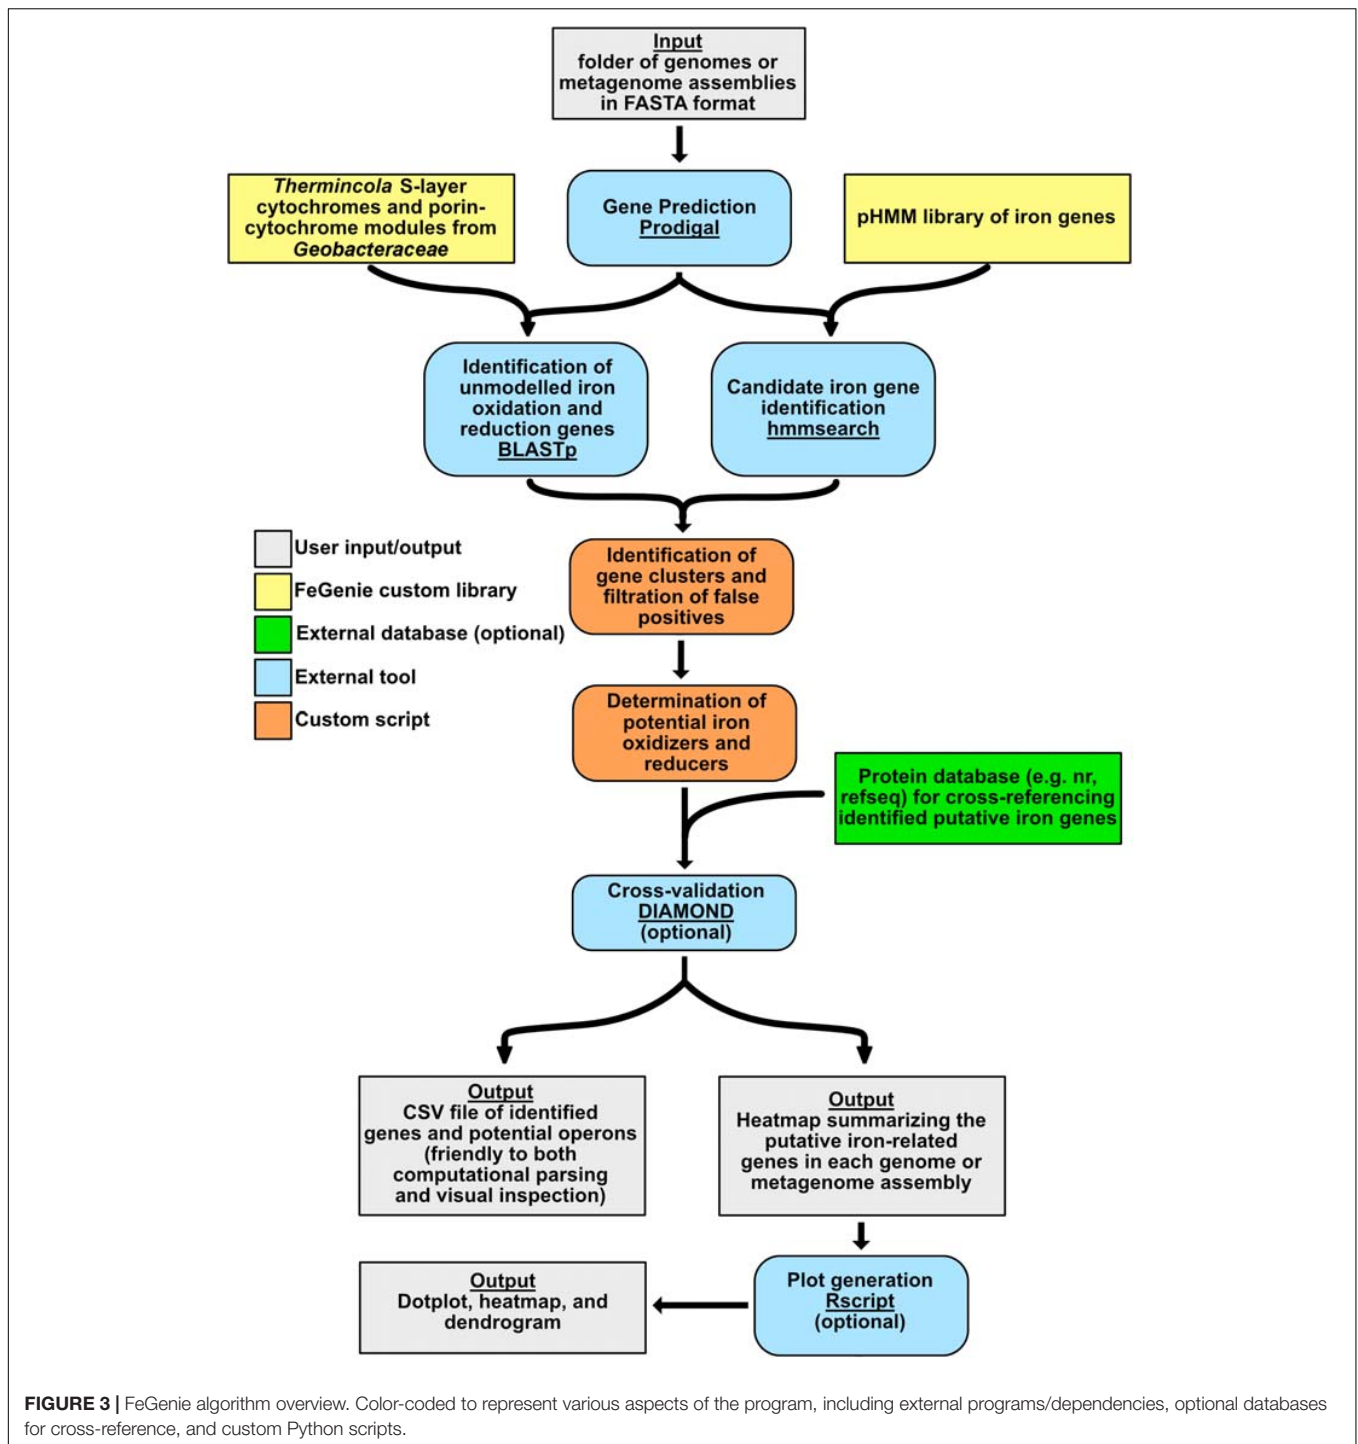 Input
folder of genomes or
metagenome assemblies
in FASTA format
Thermincola S-layer
cytochromes and porin-
cytochrome modules from
Geobacteraceae
Gene Prediction
Prodigal
pHMM library of iron genes
Identification of
unmodelled iron
oxidation and
reduction genes
BLASTp
Candidate iron gene
identification
hmmsearch
User input/output
FeGenie custom library
External database (optional)
External tool
Custom script
Identification of
gene clusters and
filtration of false
positives
Determination of
potential iron
oxidizers and
reducers
Protein database (e.g. nr,
refseq) for cross-referencing
identified putative iron genes
Cross-validation
DIAMOND
(optional)
Output
CSV file of identified
genes and potential operons
(friendly to both
computational parsing
and visual inspection)
Output
Heatmap summarizing the
putative iron-related
genes in each genome or
metagenome assembly
Output
Dotplot, heatmap, and
dendrogram
Plot generation
Rscript
(optional)
FIGURE 3 | FeGenie algorithm overview. Color-coded to represent various aspects of the program, including external programs/dependencies, optional databases
for cross-reference, and custom Python scripts.